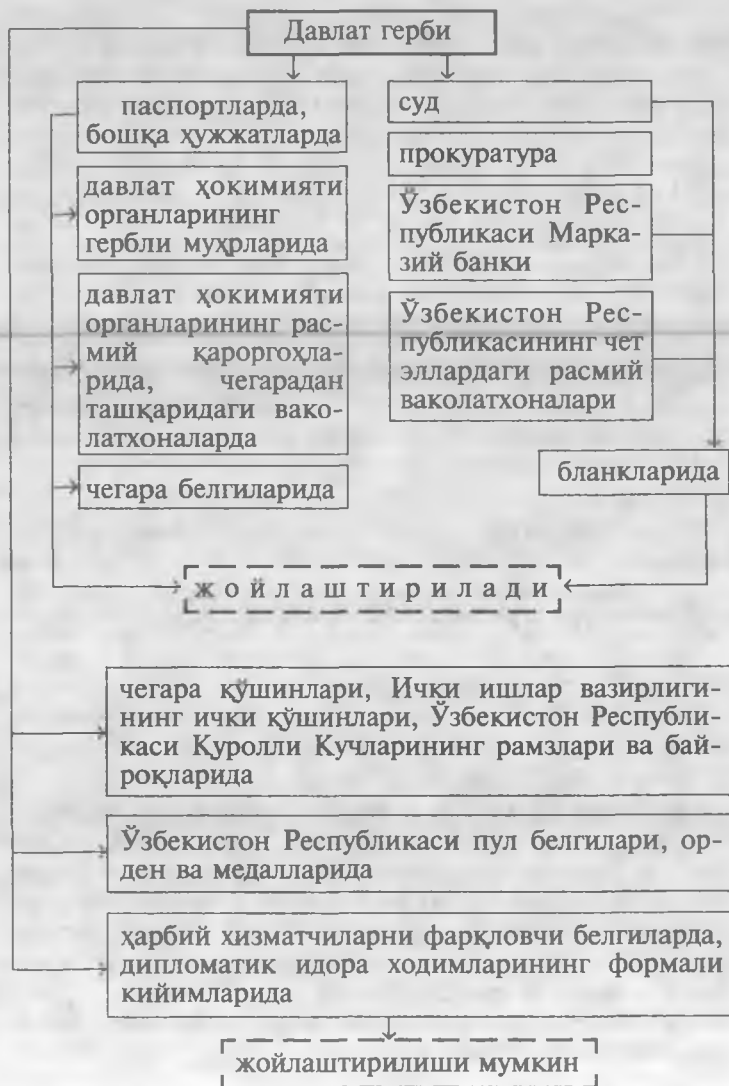 Давлат герби
паспортларда,
бошқа ҳужжатларда
давлат ҳокимияти
органларининг
гербли муҳрларида
давлат ҳокимияти
органларининг рас-
мий қароргоҳла-
рида, чегарадан
ташқаридаги вако-
латхоналарда
чегара белгиларида
суд
прокуратура
Ўзбекистон Рес-
публикаси Марка-
зий банки
Ўзбекистон Рес-
публикасининг чет
эллардаги расмий
ваколатхоналари
бланкларида
жойлаштирилади
чегара қўшинлари, Ички ишлар вазирлиги-
нинг ички қўшинлари, Ўзбекистон Республи-
каси Қуролли Кучларининг рамзлари ва бай-
роқларида
Ўзбекистон Республикаси пул белгилари, ор-
ден ва медалларида
ҳарбий хизматчиларни фарқловчи белгиларда,
дипломатик идора ходимларининг формали
кийимларида
жойлаштирилиши мумкин